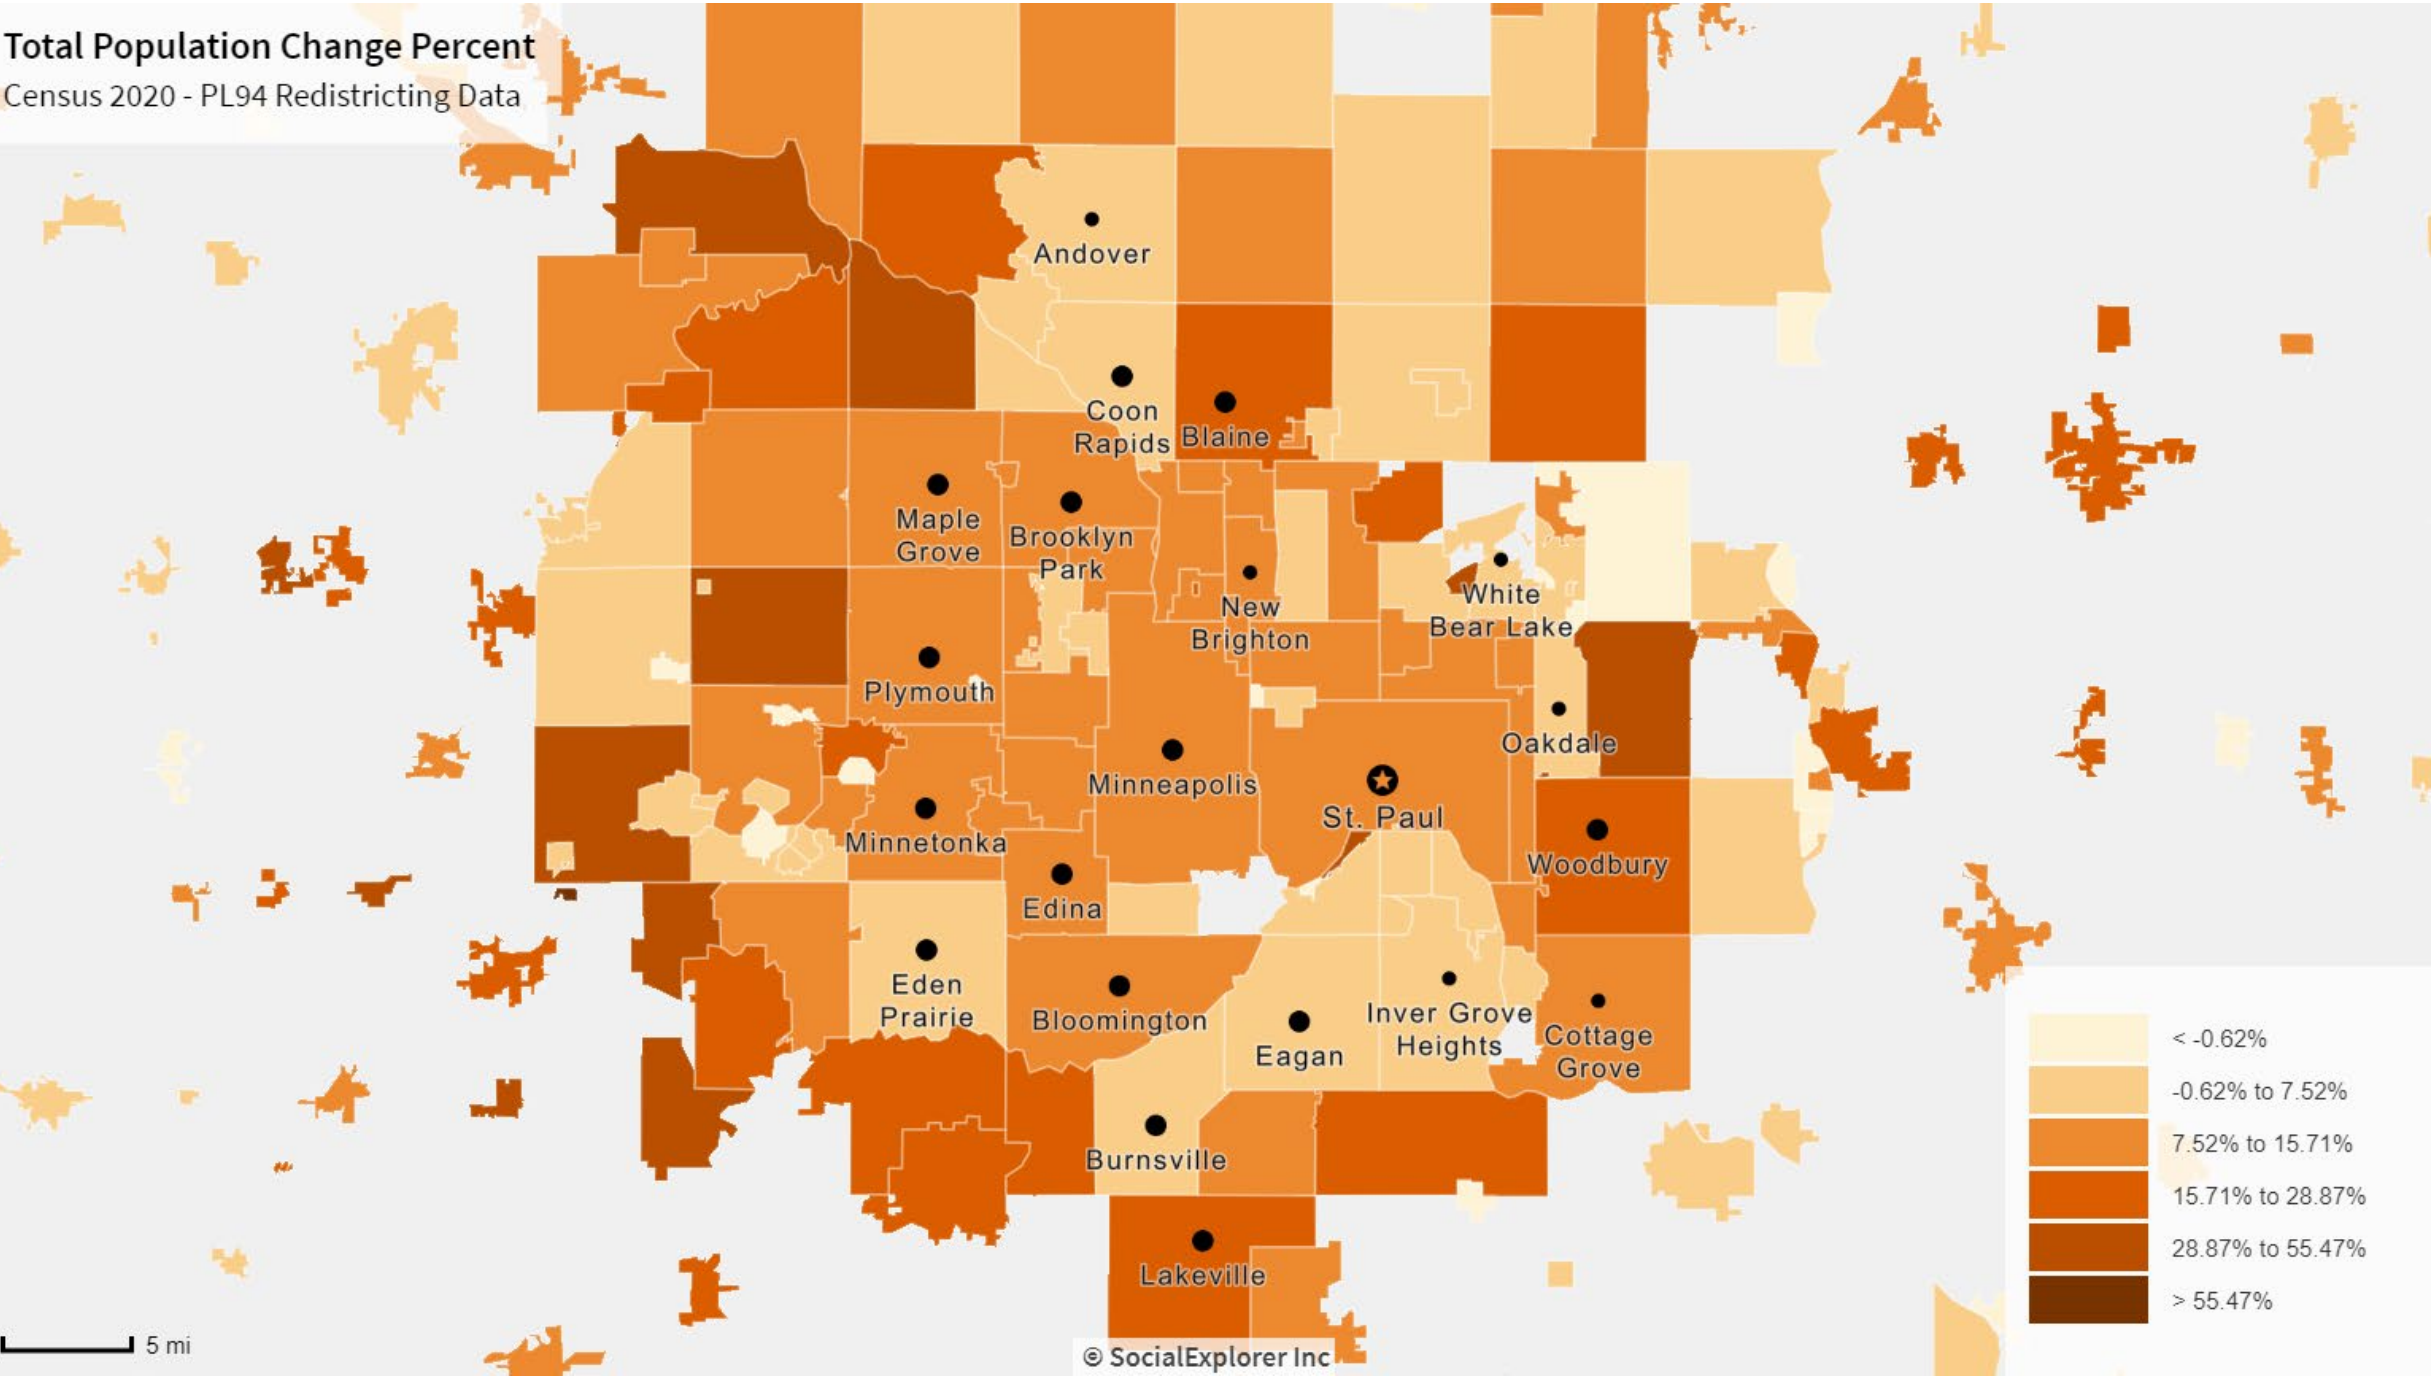 Total Population Change Percent
Census 2020 - PL94 Redistricting Data
Andover
Coon
Rapids
Blaine
Maple
Grove
Brooklyn
Park
New
Brighton
White
Bear Lake
Plymouth
Oakdale
Minneapolis
St. Paul
Minnetonka
Woodbury
Edina
Eden
Prairie
Bloomington
Eagan
Inver Grove
Heights
Cottage
Grove
Burnsville
Lakeville
< -0.62%
-0.62% to 7.52%
7.52% to 15.71%
15.71% to 28.87%
28.87% to 55.47%
> 55.47%
5 mi
© SocialExplorer Inc